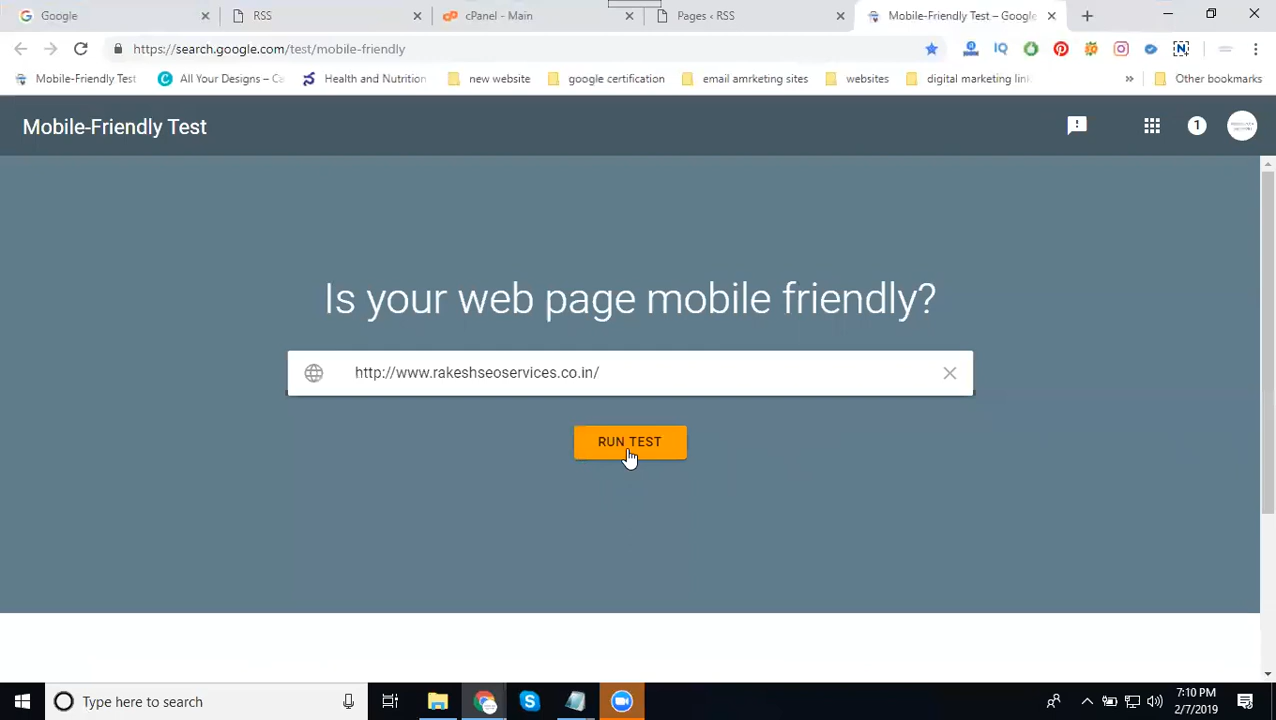 Google
RSS
cPanel - Main
Pages ‹ RSS
Mobile-Friendly Test – Google
https://search.google.com/test/mobile-friendly
Mobile-Friendly Test
All Your Designs – Ca
Health and Nutrition
new website
google certification
email amrketing sites
websites
digital marketing link
Other bookmarks
Mobile-Friendly Test
1
Is your web page mobile friendly?
http://www.rakeshseoservices.co.in/
RUN TEST
Type here to search
7:10 PM
2/7/2019